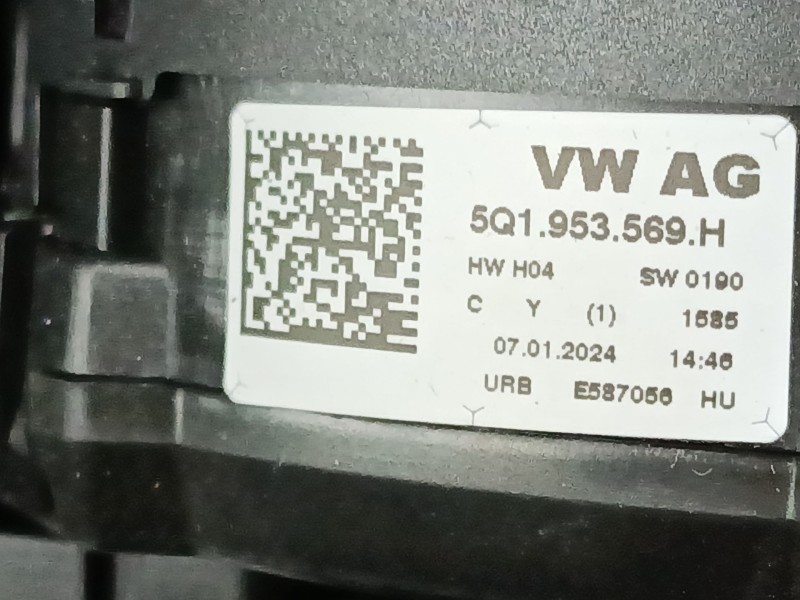 VW AG
5Q1.953.569.H
HW H04 SW 0190
C Y (1) 1585
07.01.2024 14:46
URB E587056 HU